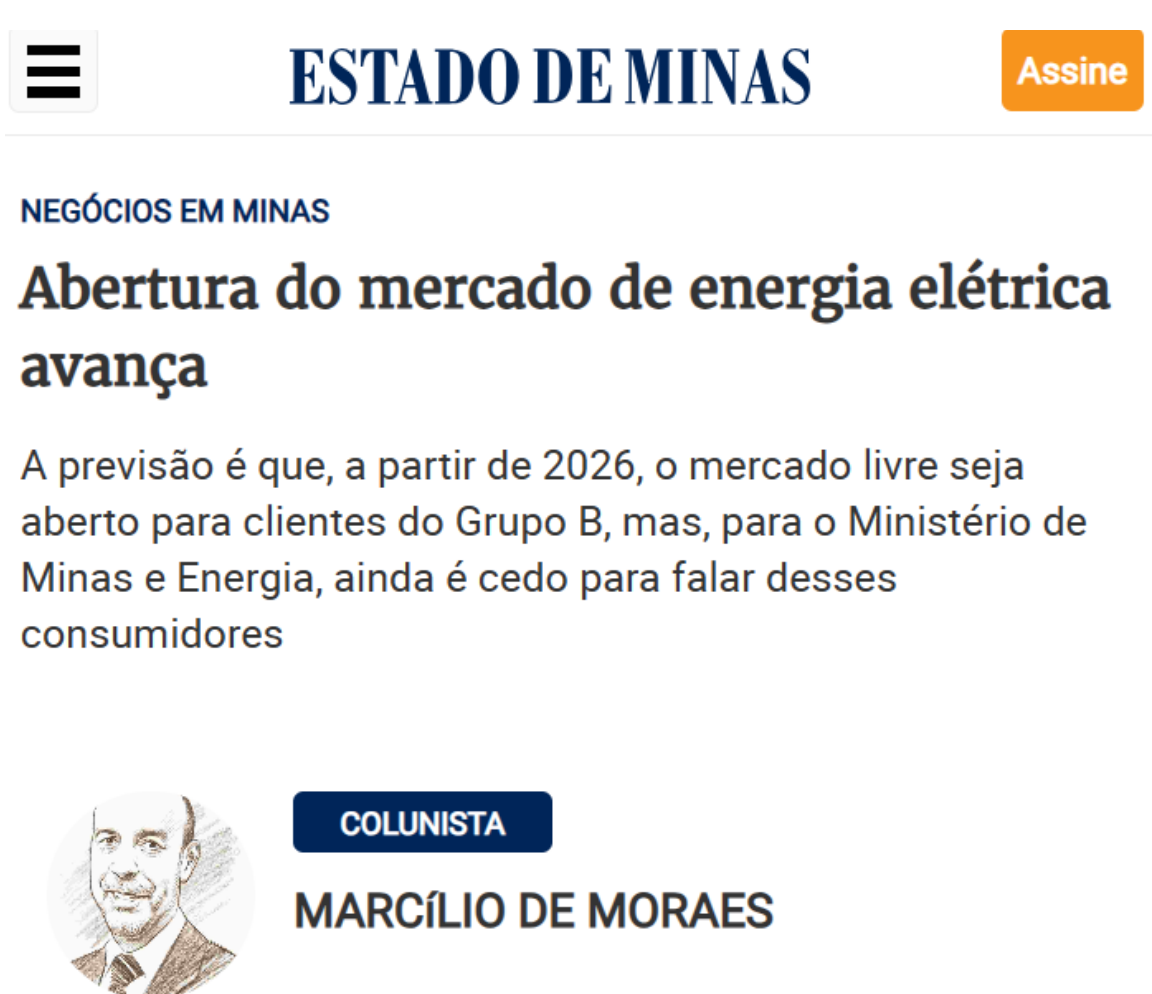 ESTADO DE MINAS
Assine
NEGÓCIOS EM MINAS
Abertura do mercado de energia elétrica
avança
A previsão é que, a partir de 2026, o mercado livre seja
aberto para clientes do Grupo B, mas, para o Ministério de
Minas e Energia, ainda é cedo para falar desses
consumidores
COLUNISTA
MARCíLIO DE MORAES